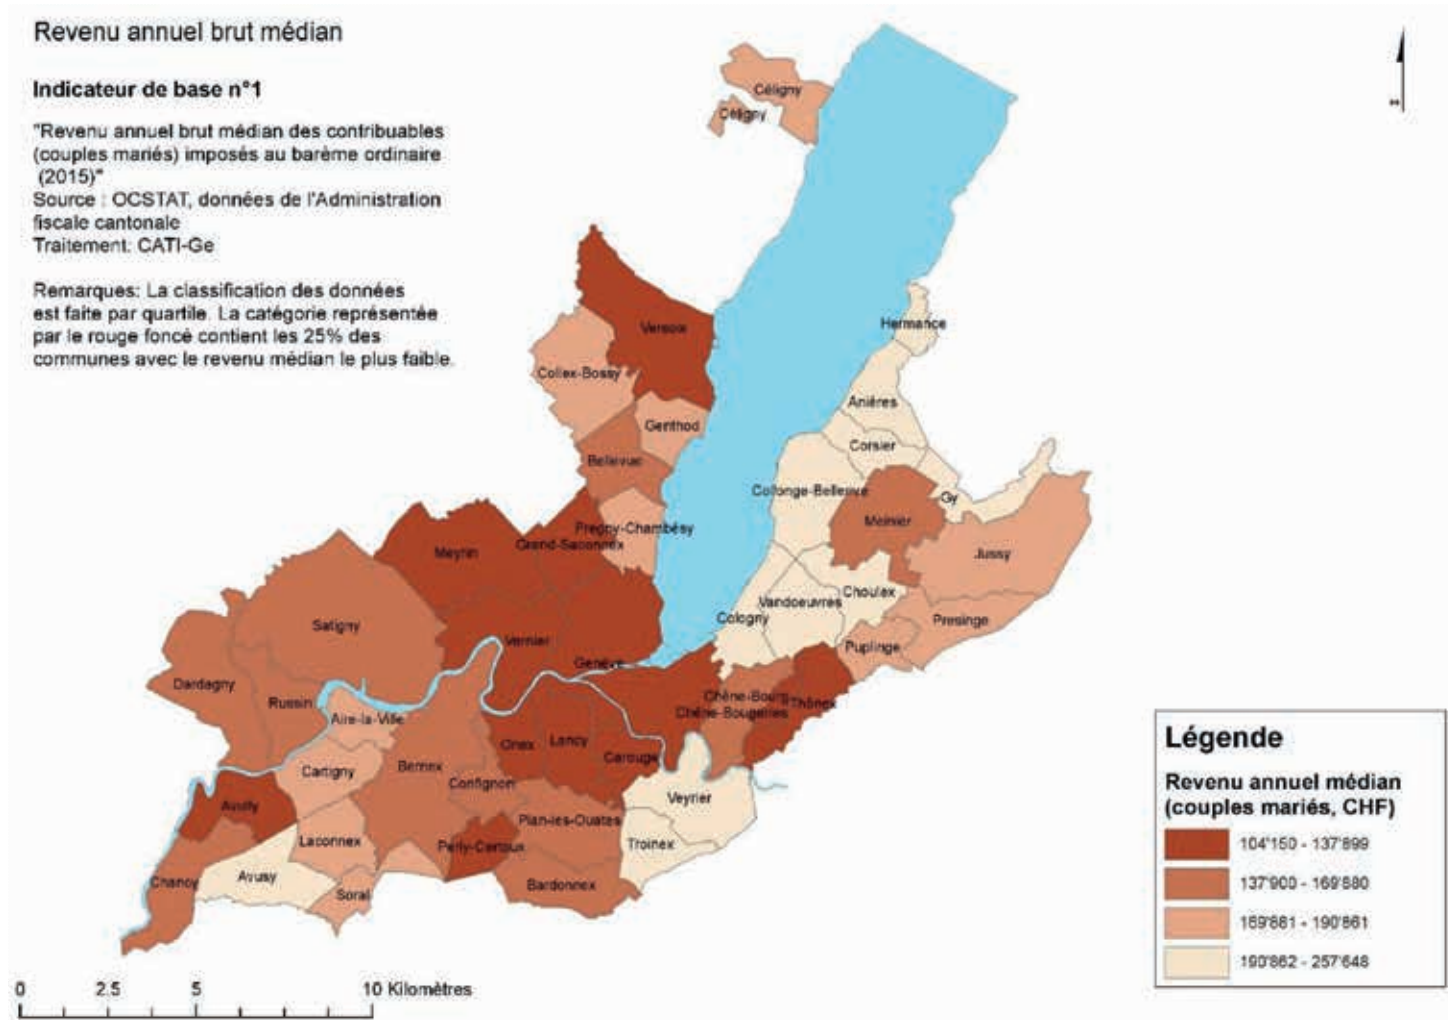 Revenu annuel brut médian
Indicateur de base n°1
"Revenu annuel brut médian des contribuables
(couples mariés) imposés au barème ordinaire
(2015)"
Source : OCSTAT, données de l'Administration
fiscale cantonale
Traitement: CATI-Ge
Remarques: La classification des données
est faite par quartile. La catégorie représentée
par le rouge foncé contient les 25% des
communes avec le revenu médian le plus faible.
Céligny
Céligny
Versoix
Hermance
Collex-Bossy
Anières
Genthod
Corsier
Bellevue
Collonge-Bellerive
Gy
Meinier
Pregny-Chambésy
Grand-Saconnex
Meyrin
Jussy
Choulex
Vandoeuvres
Cologny
Presinge
Satigny
Vernier
Puplinge
Genève
Dardagny
Russin
Aire-la-Ville
Chêne-Bourg
Thônex
Chêne-Bougeries
Onex
Lancy
Carouge
Cartigny
Bernex
Confignon
Veyrier
Avully
Plan-les-Ouates
Laconnex
Perly-Certoux
Troinex
Avusy
Chancy
Soral
Bardonnex
Légende
Revenu annuel médian
(couples mariés, CHF)
104'150 - 137'899
137'900 - 169'880
169'881 - 190'861
190'862 - 257'648
0 2.5 5 10 Kilomètres